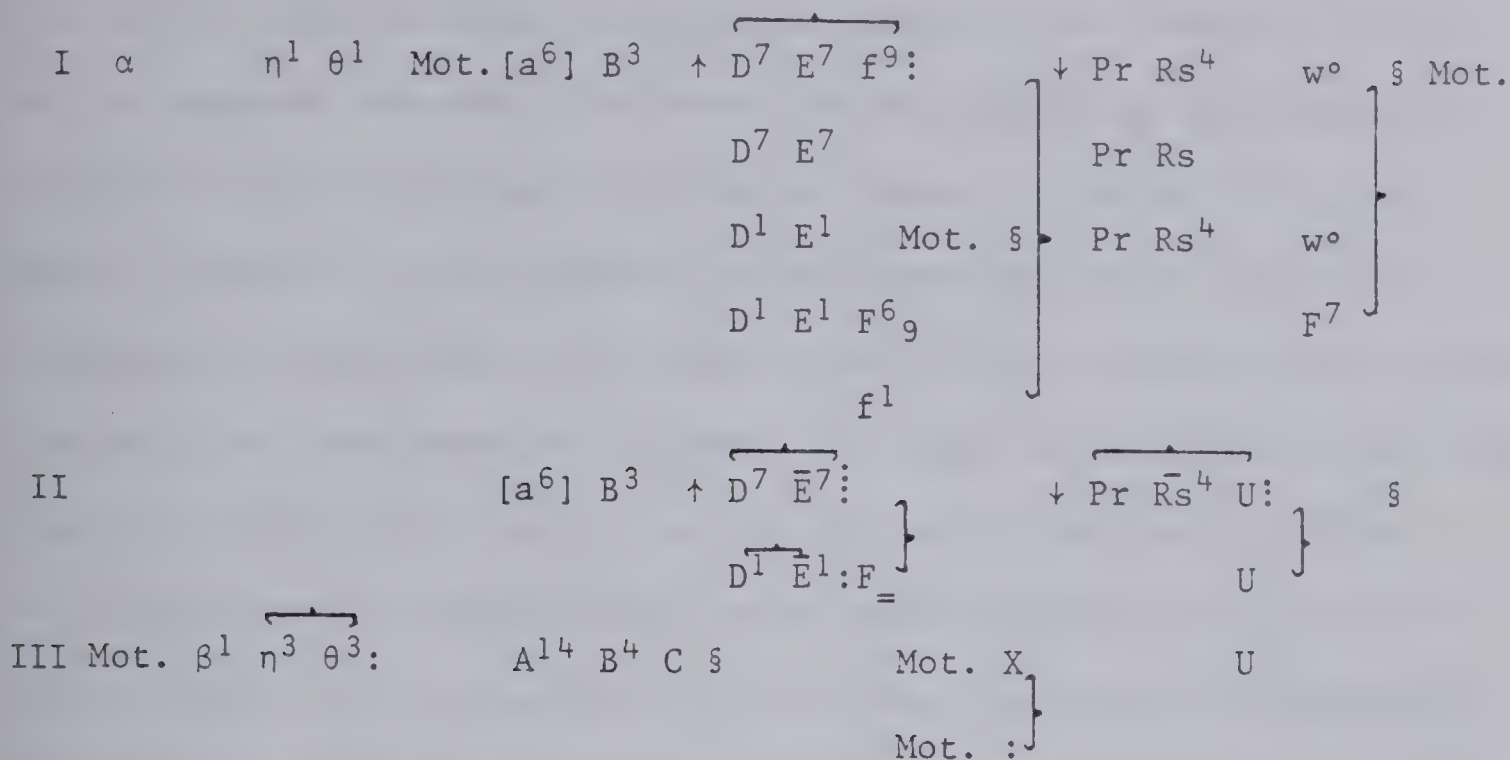 I α η¹ θ¹ Mot.[a⁶] B³ ↑ D⁷ E⁷ f⁹: ↓ Pr Rs⁴ w° § Mot.
D⁷ E⁷ Pr Rs
D¹ E¹ Mot. § Pr Rs⁴ w°
D¹ E¹ F⁶₉ F⁷
f¹
II [a⁶] B³ ↑ D⁷ Ē⁷⋮ ↓ Pr R̄s⁴ U⋮ §
D¹ Ē¹:F₌ U
III Mot. β¹ η³ θ³: A¹⁴ B⁴ C § Mot. X U
Mot. :